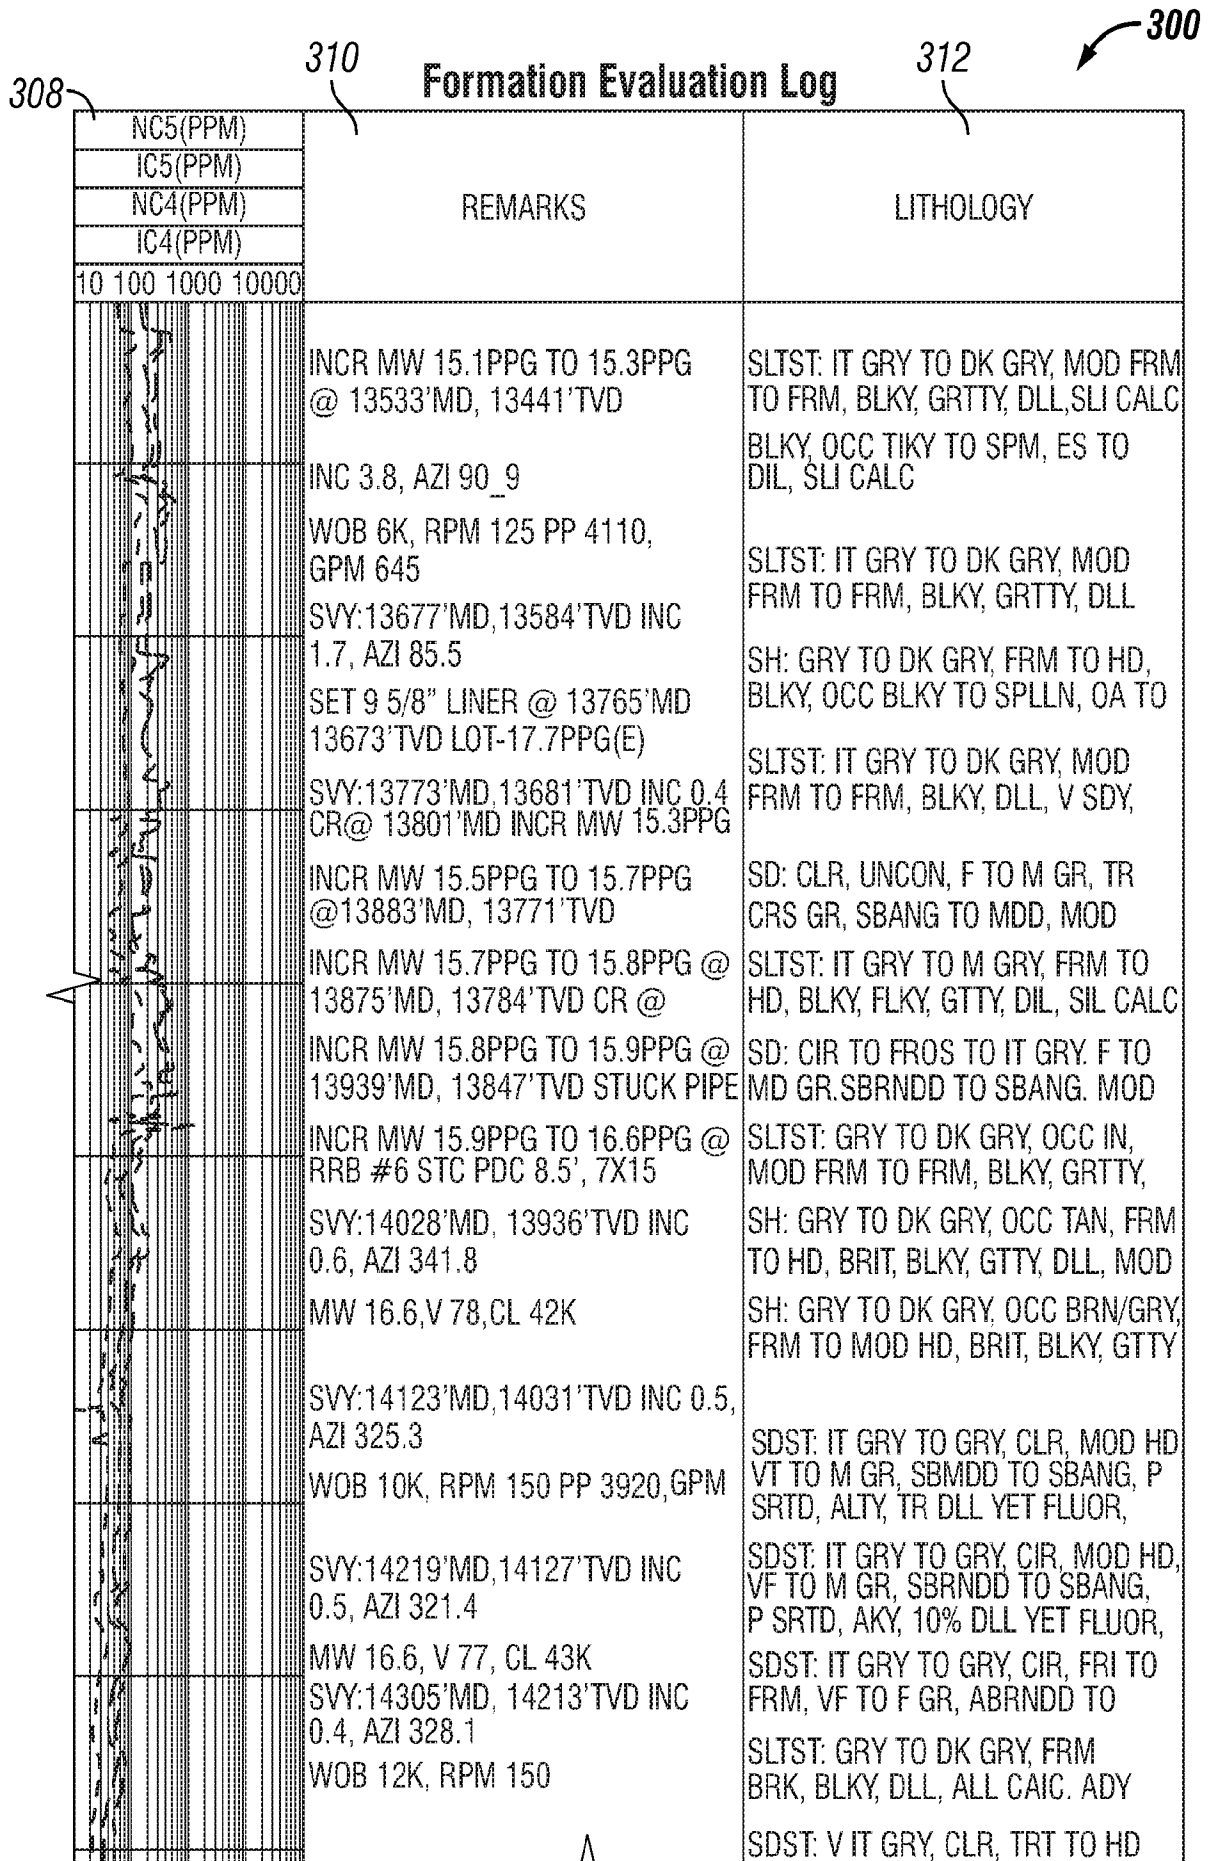 300
310
312
Formation Evaluation Log
308
NC5(PPM)
IC5(PPM)
NC4(PPM)
IC4(PPM)
10 100 1000 10000
REMARKS
INCR MW 15.1PPG TO 15.3PPG
@ 13533'MD, 13441'TVD
INC 3.8, AZI 90_9
WOB 6K, RPM 125 PP 4110,
GPM 645
SVY:13677'MD,13584'TVD INC
1.7, AZI 85.5
SET 9 5/8" LINER @ 13765'MD
13673'TVD LOT-17.7PPG(E)
SVY:13773'MD,13681'TVD INC 0.4
CR@ 13801'MD INCR MW 15.3PPG
INCR MW 15.5PPG TO 15.7PPG
@13883'MD, 13771'TVD
INCR MW 15.7PPG TO 15.8PPG @
13875'MD, 13784'TVD CR @
INCR MW 15.8PPG TO 15.9PPG @
13939'MD, 13847'TVD STUCK PIPE
INCR MW 15.9PPG TO 16.6PPG @
RRB #6 STC PDC 8.5', 7X15
SVY:14028'MD, 13936'TVD INC
0.6, AZI 341.8
MW 16.6,V 78,CL 42K
SVY:14123'MD,14031'TVD INC 0.5,
AZI 325.3
WOB 10K, RPM 150 PP 3920,GPM
SVY:14219'MD,14127'TVD INC
0.5, AZI 321.4
MW 16.6, V 77, CL 43K
SVY:14305'MD, 14213'TVD INC
0.4, AZI 328.1
WOB 12K, RPM 150
LITHOLOGY
SLTST: IT GRY TO DK GRY, MOD FRM
TO FRM, BLKY, GRTTY, DLL,SLI CALC
BLKY, OCC TIKY TO SPM, ES TO
DIL, SLI CALC
SLTST: IT GRY TO DK GRY, MOD
FRM TO FRM, BLKY, GRTTY, DLL
SH: GRY TO DK GRY, FRM TO HD,
BLKY, OCC BLKY TO SPLLN, OA TO
SLTST: IT GRY TO DK GRY, MOD
FRM TO FRM, BLKY, DLL, V SDY,
SD: CLR, UNCON, F TO M GR, TR
CRS GR, SBANG TO MDD, MOD
SLTST: IT GRY TO M GRY, FRM TO
HD, BLKY, FLKY, GTTY, DIL, SIL CALC
SD: CIR TO FROS TO IT GRY. F TO
MD GR.SBRNDD TO SBANG. MOD
SLTST: GRY TO DK GRY, OCC IN,
MOD FRM TO FRM, BLKY, GRTTY,
SH: GRY TO DK GRY, OCC TAN, FRM
TO HD, BRIT, BLKY, GTTY, DLL, MOD
SH: GRY TO DK GRY, OCC BRN/GRY,
FRM TO MOD HD, BRIT, BLKY, GTTY
SDST: IT GRY TO GRY, CLR, MOD HD
VT TO M GR, SBMDD TO SBANG, P
SRTD, ALTY, TR DLL YET FLUOR,
SDST: IT GRY TO GRY, CIR, MOD HD,
VF TO M GR, SBRNDD TO SBANG,
P SRTD, AKY, 10% DLL YET FLUOR,
SDST: IT GRY TO GRY, CIR, FRI TO
FRM, VF TO F GR, ABRNDD TO
SLTST: GRY TO DK GRY, FRM
BRK, BLKY, DLL, ALL CAIC. ADY
SDST: V IT GRY, CLR, TRT TO HD